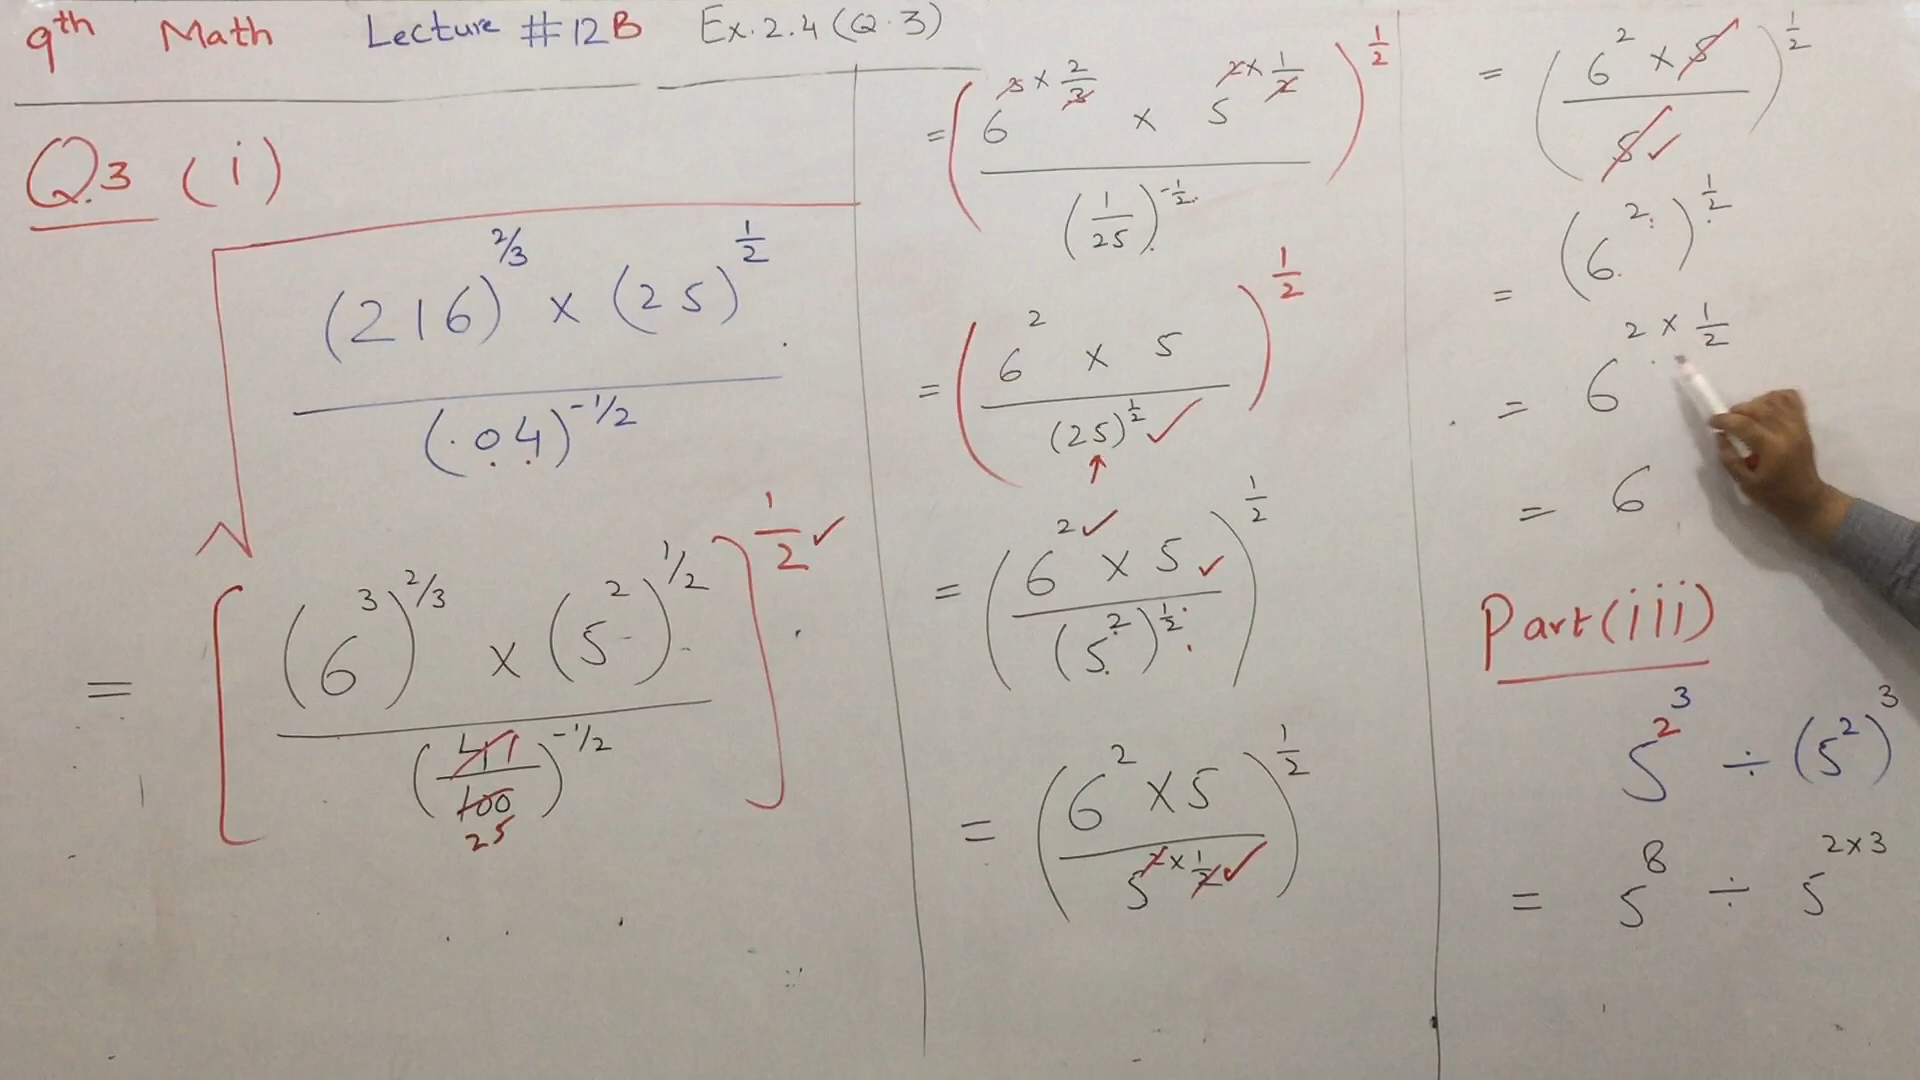 9th Math Lecture #12B Ex.2.4 (Q.3)
Q.3 (i)
√ (216)^2/3 × (25)^1/2
(.04)^-1/2
= [ (6^3)^2/3 × (5^2)^1/2 ]^1/2 ✓
(4 1 / 100 25)^-1/2
= ( 6^3 × 2/3 × 5^2 × 1/2 )^1/2
(1/25)^-1/2
= ( 6^2 × 5 )^1/2
(25)^1/2 ✓
↑
= ( 6^2 ✓ × 5 ✓ )^1/2
(5^2)^1/2
= ( 6^2 × 5 )^1/2
5^2 × 1/2 ✓
= ( 6^2 × 5 )^1/2
5 ✓
= (6^2)^1/2
= 6^2 × 1/2
= 6
Part (iii)
5^2^3 ÷ (5^2)^3
= 5^8 ÷ 5^2×3